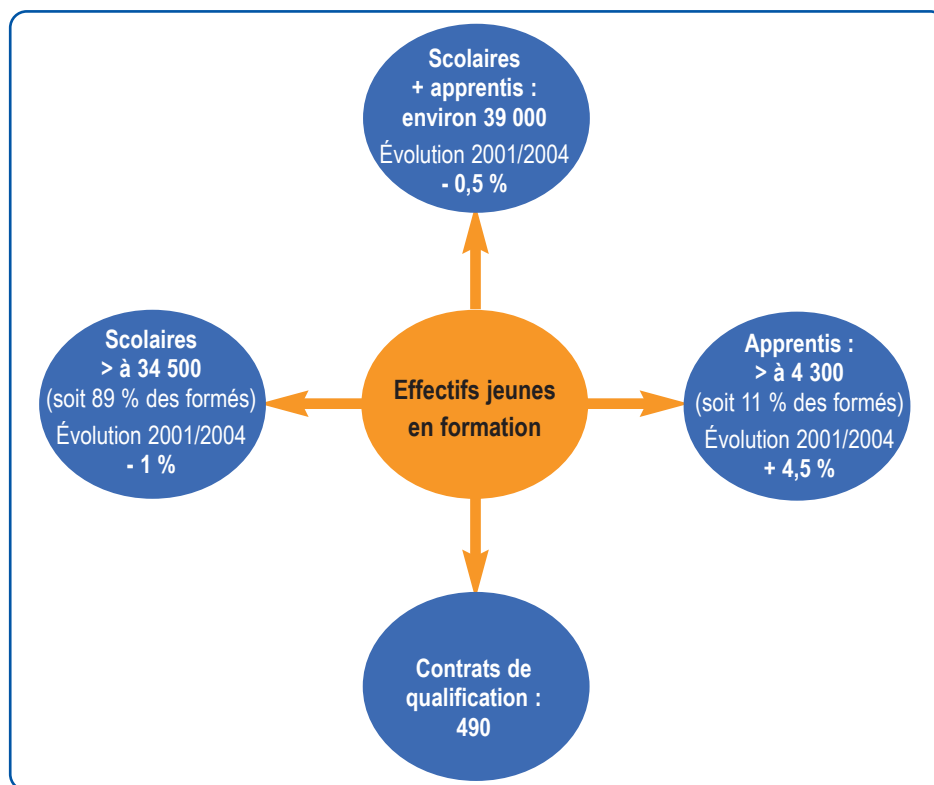 Scolaires
+ apprentis :
environ 39 000
Évolution 2001/2004
- 0,5 %
Scolaires
> à 34 500
(soit 89 % des formés)
Évolution 2001/2004
- 1 %
Effectifs jeunes
en formation
Apprentis :
> à 4 300
(soit 11 % des formés)
Évolution 2001/2004
+ 4,5 %
Contrats de
qualification :
490